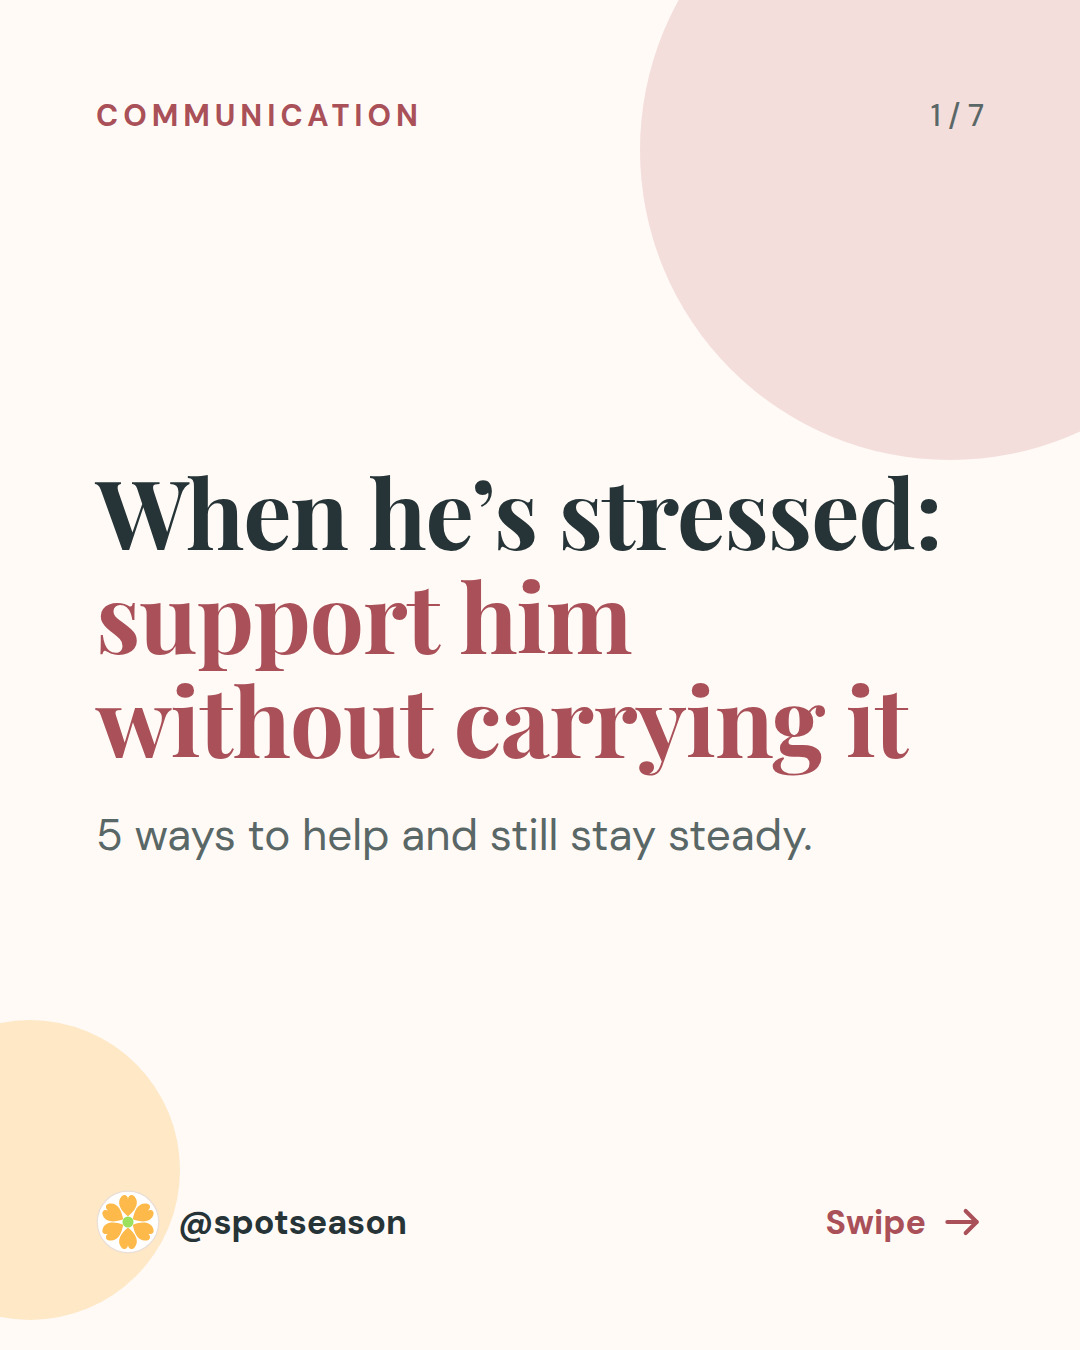 COMMUNICATION
1 / 7
When he’s stressed:
support him
without carrying it
5 ways to help and still stay steady.
@spotseason
Swipe →